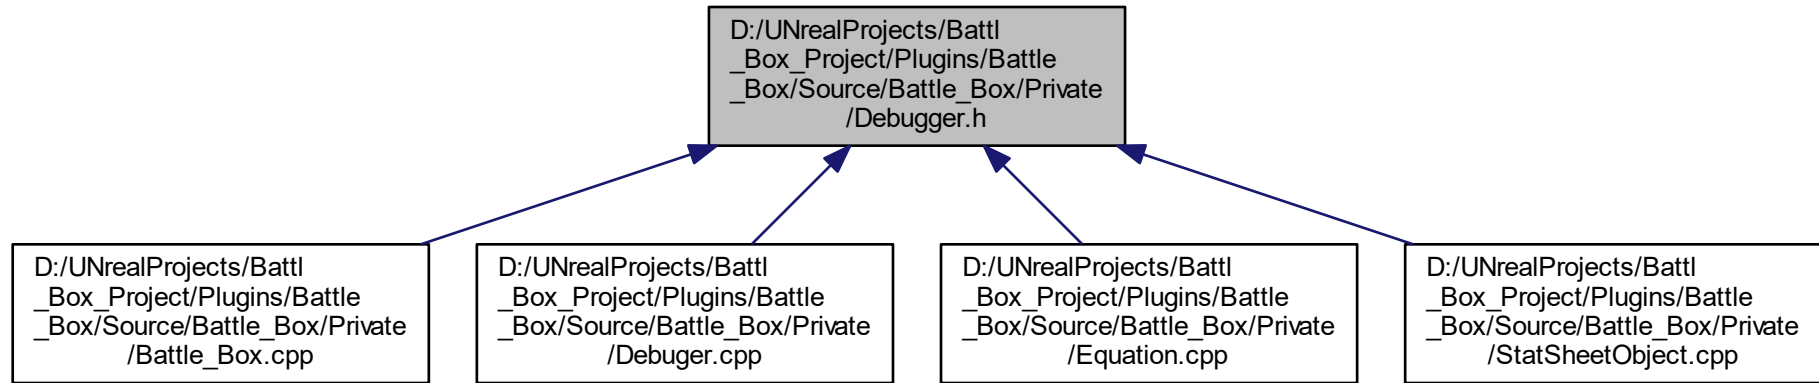 D:/UNrealProjects/Battl
_Box_Project/Plugins/Battle
_Box/Source/Battle_Box/Private
/Debugger.h
D:/UNrealProjects/Battl
_Box_Project/Plugins/Battle
_Box/Source/Battle_Box/Private
/Battle_Box.cpp
D:/UNrealProjects/Battl
_Box_Project/Plugins/Battle
_Box/Source/Battle_Box/Private
/Debuger.cpp
D:/UNrealProjects/Battl
_Box_Project/Plugins/Battle
_Box/Source/Battle_Box/Private
/Equation.cpp
D:/UNrealProjects/Battl
_Box_Project/Plugins/Battle
_Box/Source/Battle_Box/Private
/StatSheetObject.cpp